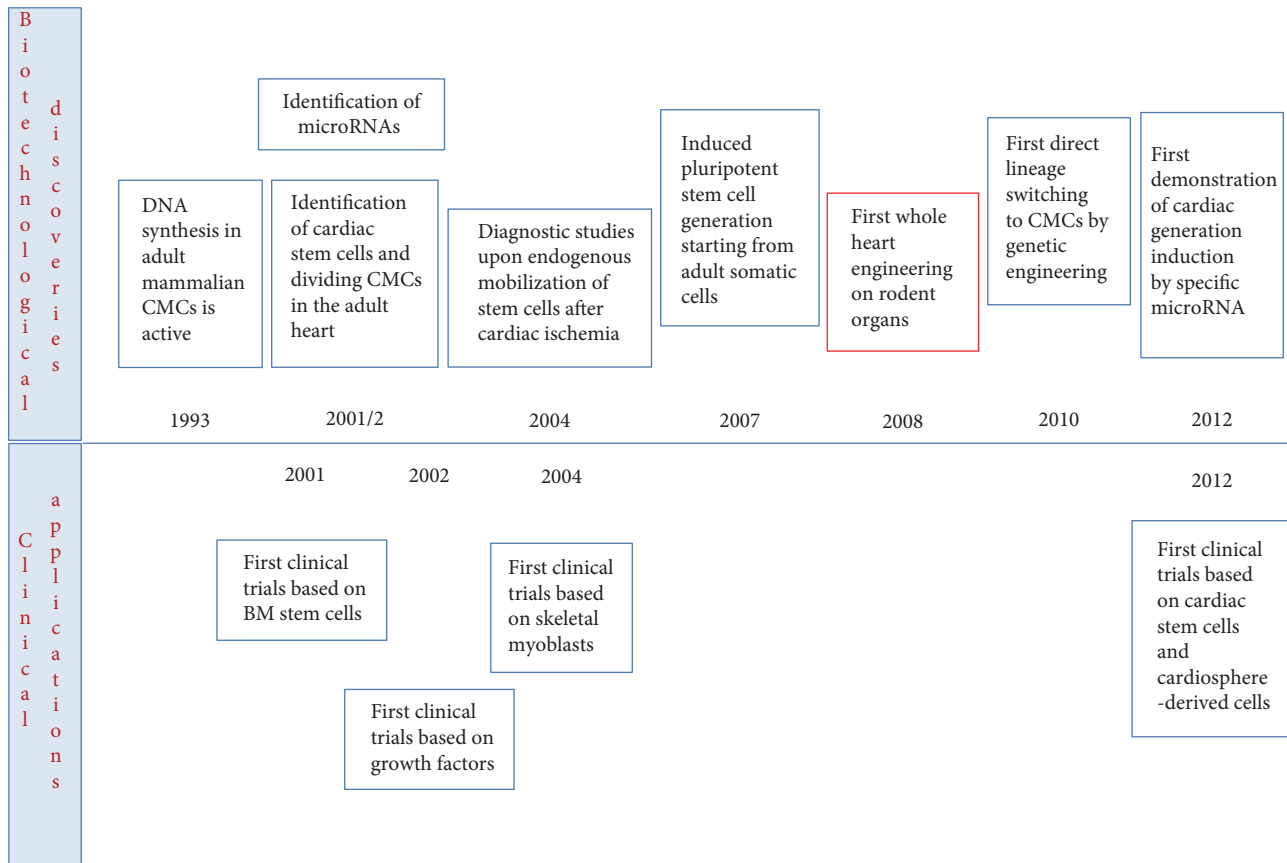 Biotechnological
discoveries
Identification of
microRNAs
DNA
synthesis in
adult
mammalian
CMCs is
active
Identification
of cardiac
stem cells and
dividing CMCs
in the adult
heart
Diagnostic studies
upon endogenous
mobilization of
stem cells after
cardiac ischemia
Induced
pluripotent
stem cell
generation
starting from
adult somatic
cells
First whole
heart
engineering
on rodent
organs
First direct
lineage
switching
to CMCs by
genetic
engineering
First
demonstration
of cardiac
generation
induction
by specific
microRNA
1993
2001/2
2004
2007
2008
2010
2012
Clinical
applications
2001
2002
2004
2012
First clinical
trials based on
BM stem cells
First clinical
trials based on
growth factors
First clinical
trials based
on skeletal
myoblasts
First clinical
trials based
on cardiac
stem cells
and
cardiosphere
-derived cells